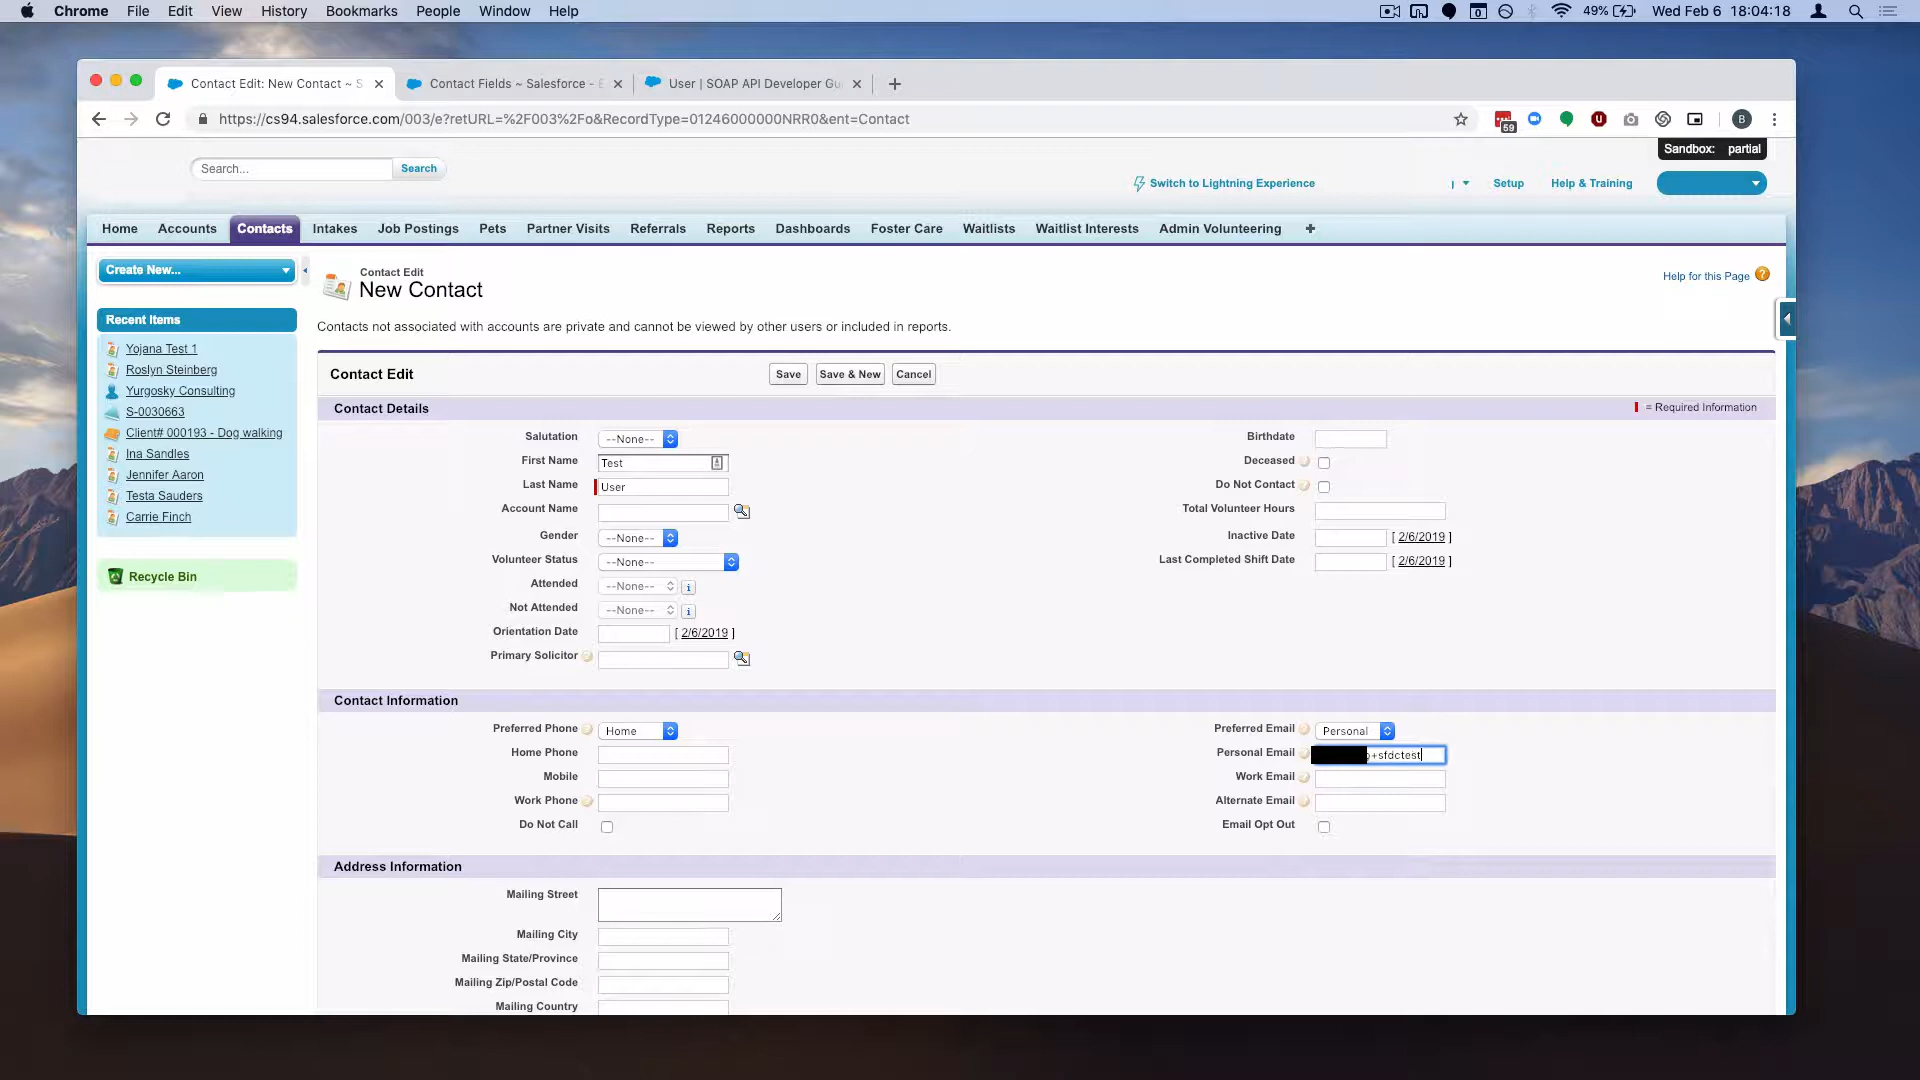 Chrome File Edit View History Bookmarks People Window Help
49% Wed Feb 6 18:04:18
Contact Edit: New Contact ~ S
Contact Fields ~ Salesforce - E
User | SOAP API Developer Gu
https://cs94.salesforce.com/003/e?retURL=%2F003%2Fo&RecordType=01246000000NRR0&ent=Contact
59
B
Sandbox: partial
Search...
Search
Switch to Lightning Experience
Setup
Help & Training
Home Accounts Contacts Intakes Job Postings Pets Partner Visits Referrals Reports Dashboards Foster Care Waitlists Waitlist Interests Admin Volunteering +
Create New...
Recent Items
Yojana Test 1
Roslyn Steinberg
Yurgosky Consulting
S-0030663
Client# 000193 - Dog walking
Ina Sandles
Jennifer Aaron
Testa Sauders
Carrie Finch
Recycle Bin
Contact Edit
New Contact
Help for this Page ?
Contacts not associated with accounts are private and cannot be viewed by other users or included in reports.
Contact Edit
Save
Save & New
Cancel
Contact Details
= Required Information
Salutation --None--
First Name Test
Last Name User
Account Name
Gender --None--
Volunteer Status --None--
Attended --None--
Not Attended --None--
Orientation Date [ 2/6/2019 ]
Primary Solicitor
Birthdate
Deceased
Do Not Contact
Total Volunteer Hours
Inactive Date [ 2/6/2019 ]
Last Completed Shift Date [ 2/6/2019 ]
Contact Information
Preferred Phone Home
Home Phone
Mobile
Work Phone
Do Not Call
Preferred Email Personal
Personal Email +sfdctest
Work Email
Alternate Email
Email Opt Out
Address Information
Mailing Street
Mailing City
Mailing State/Province
Mailing Zip/Postal Code
Mailing Country